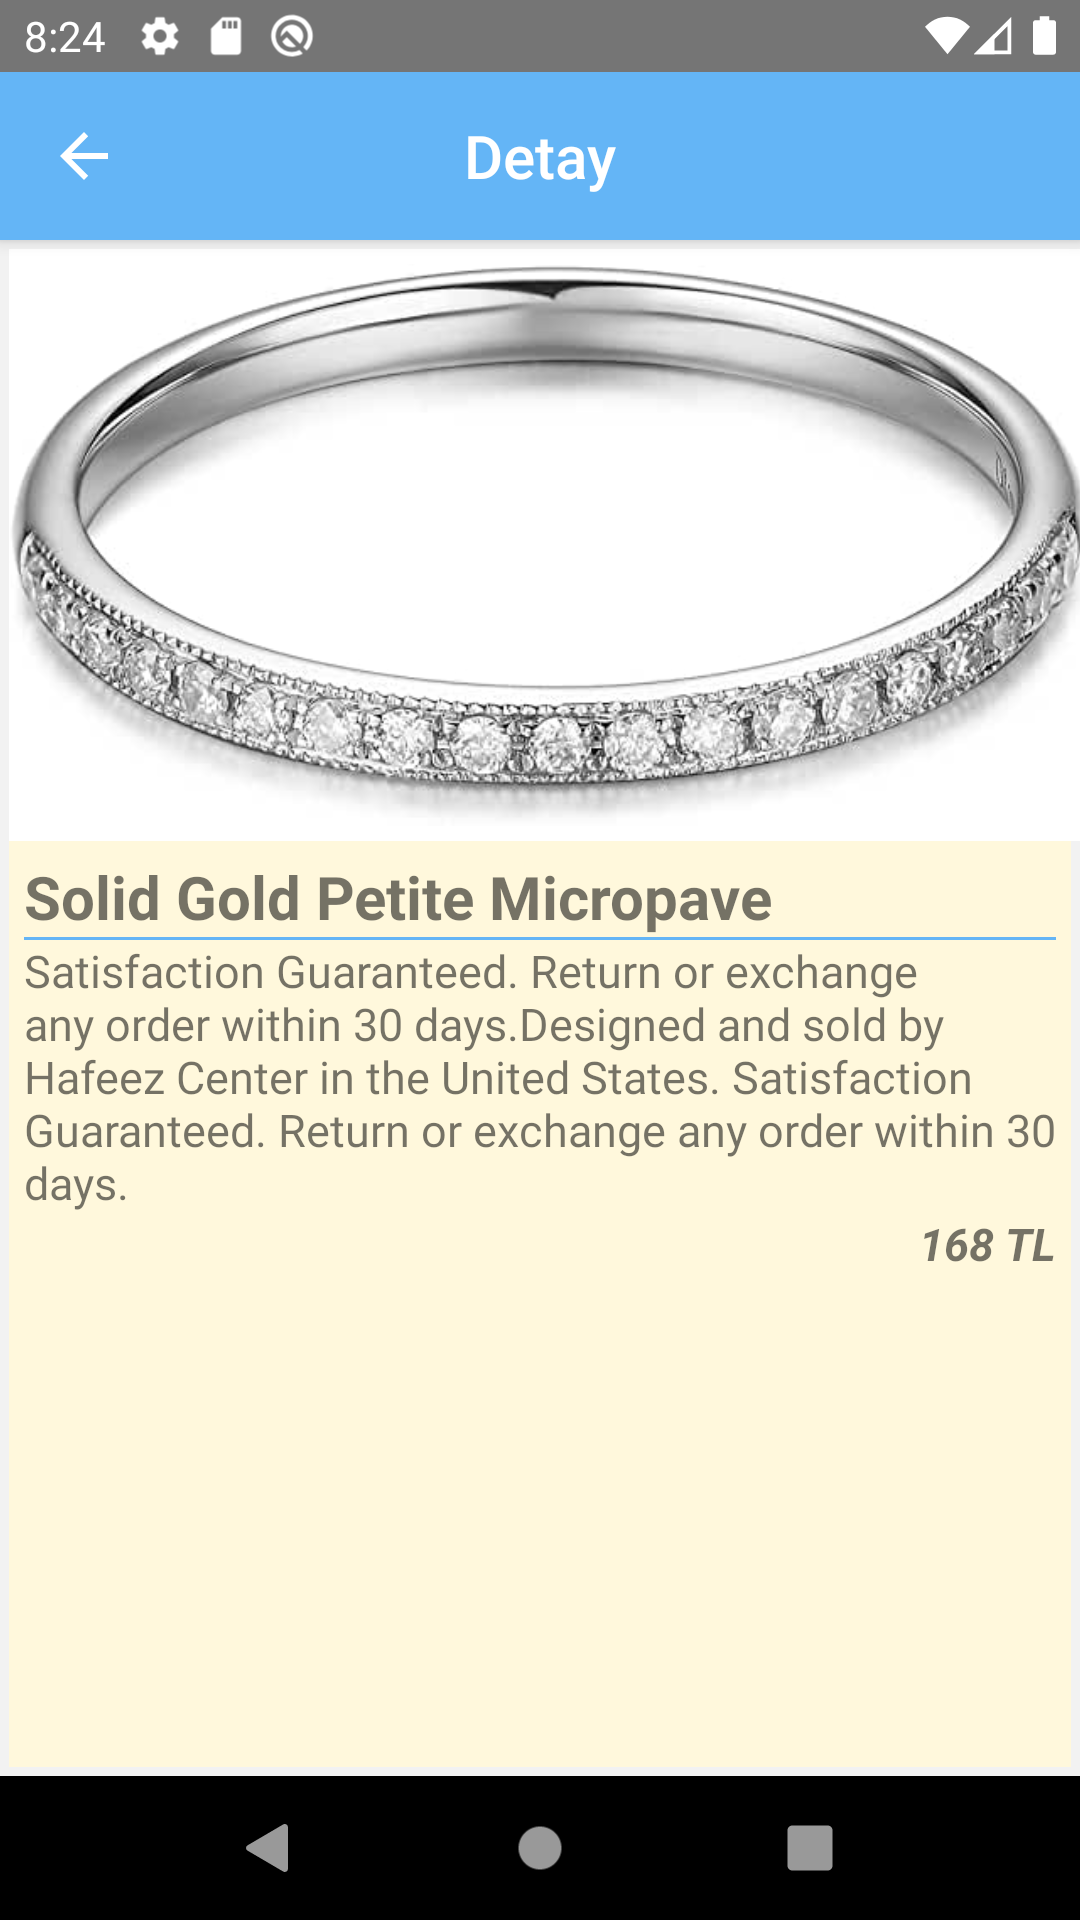 8:24
Detay
Solid Gold Petite Micropave
Satisfaction Guaranteed. Return or exchange
any order within 30 days.Designed and sold by
Hafeez Center in the United States. Satisfaction
Guaranteed. Return or exchange any order within 30
days.
168 TL